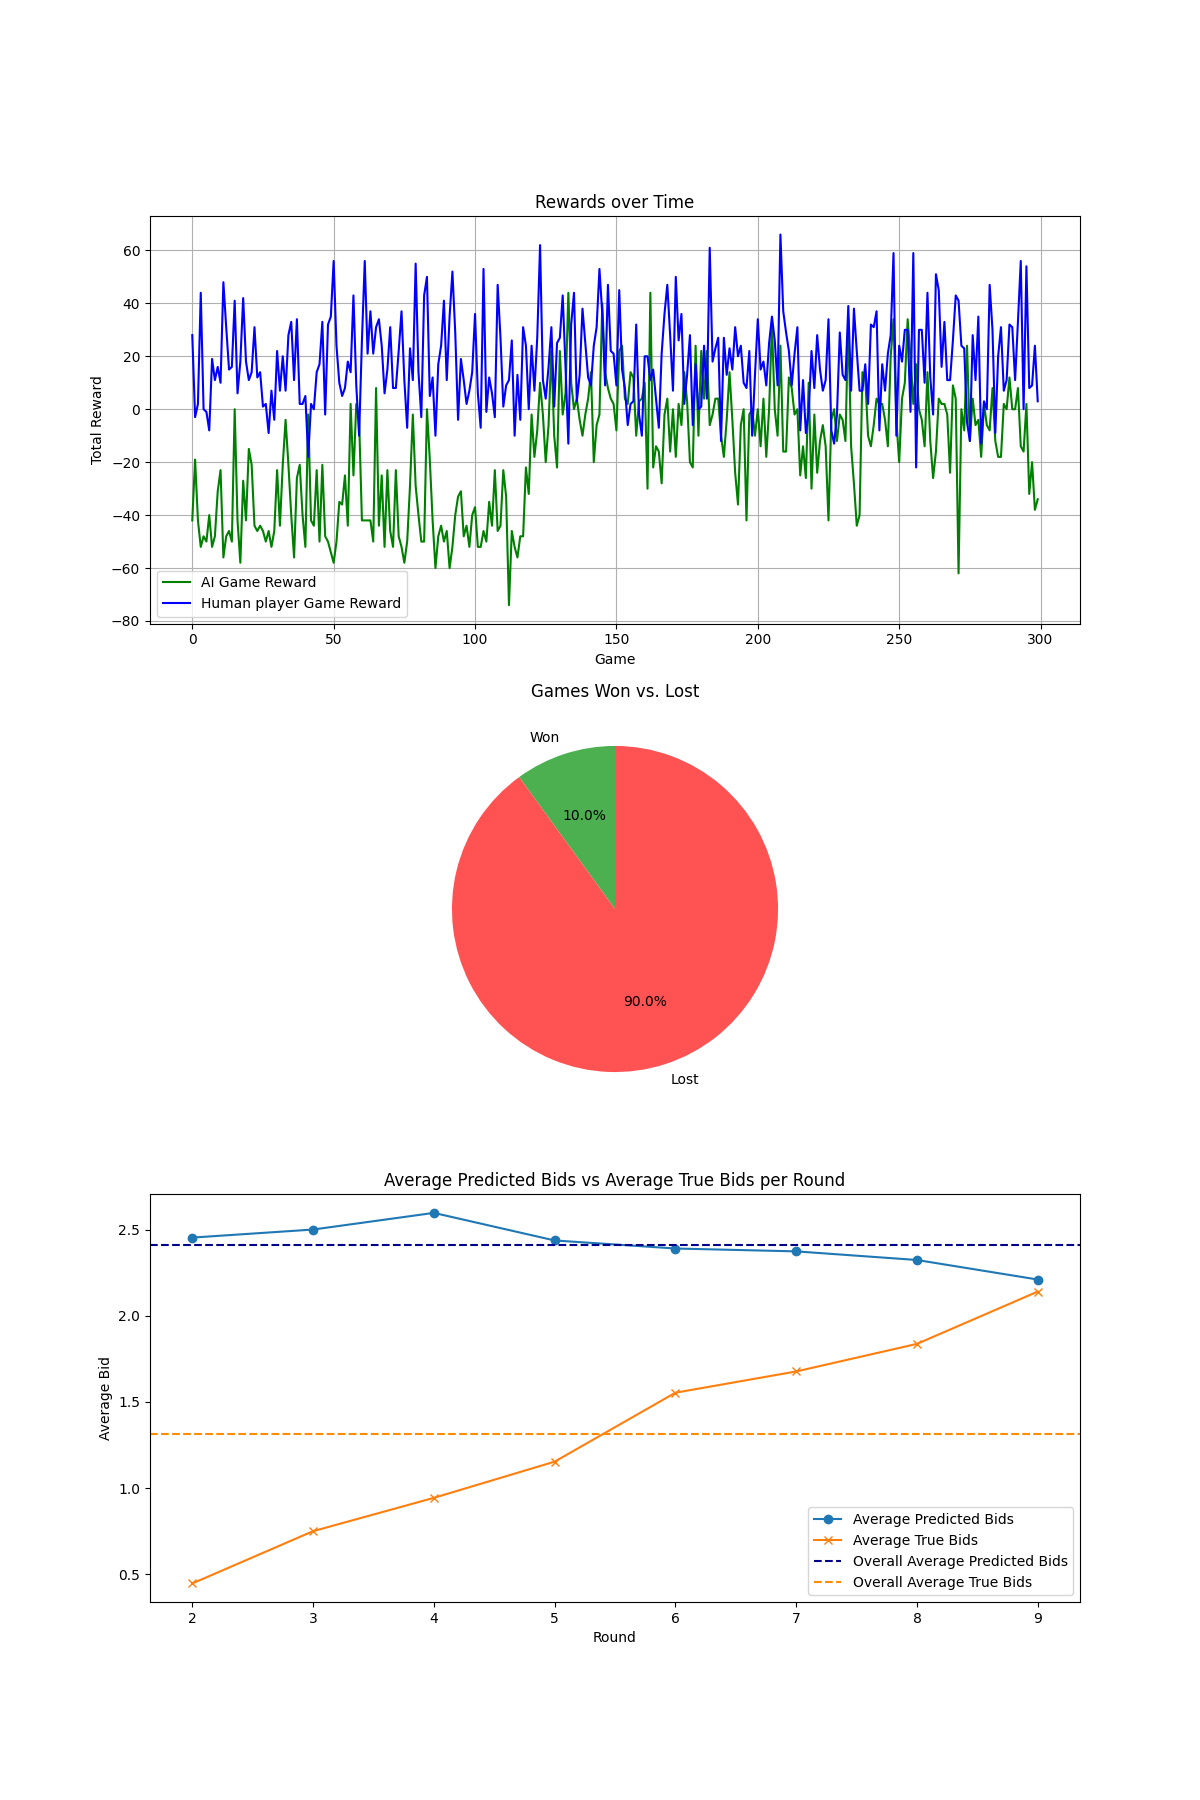 Rewards over Time
Total Reward
60
40
20
0
−20
−40
−60
−80
AI Game Reward
Human player Game Reward
0 50 100 150 200 250 300
Game
Games Won vs. Lost
Won
10.0%
90.0%
Lost
Average Predicted Bids vs Average True Bids per Round
Average Bid
2.5
2.0
1.5
1.0
0.5
Average Predicted Bids
Average True Bids
Overall Average Predicted Bids
Overall Average True Bids
2 3 4 5 6 7 8 9
Round